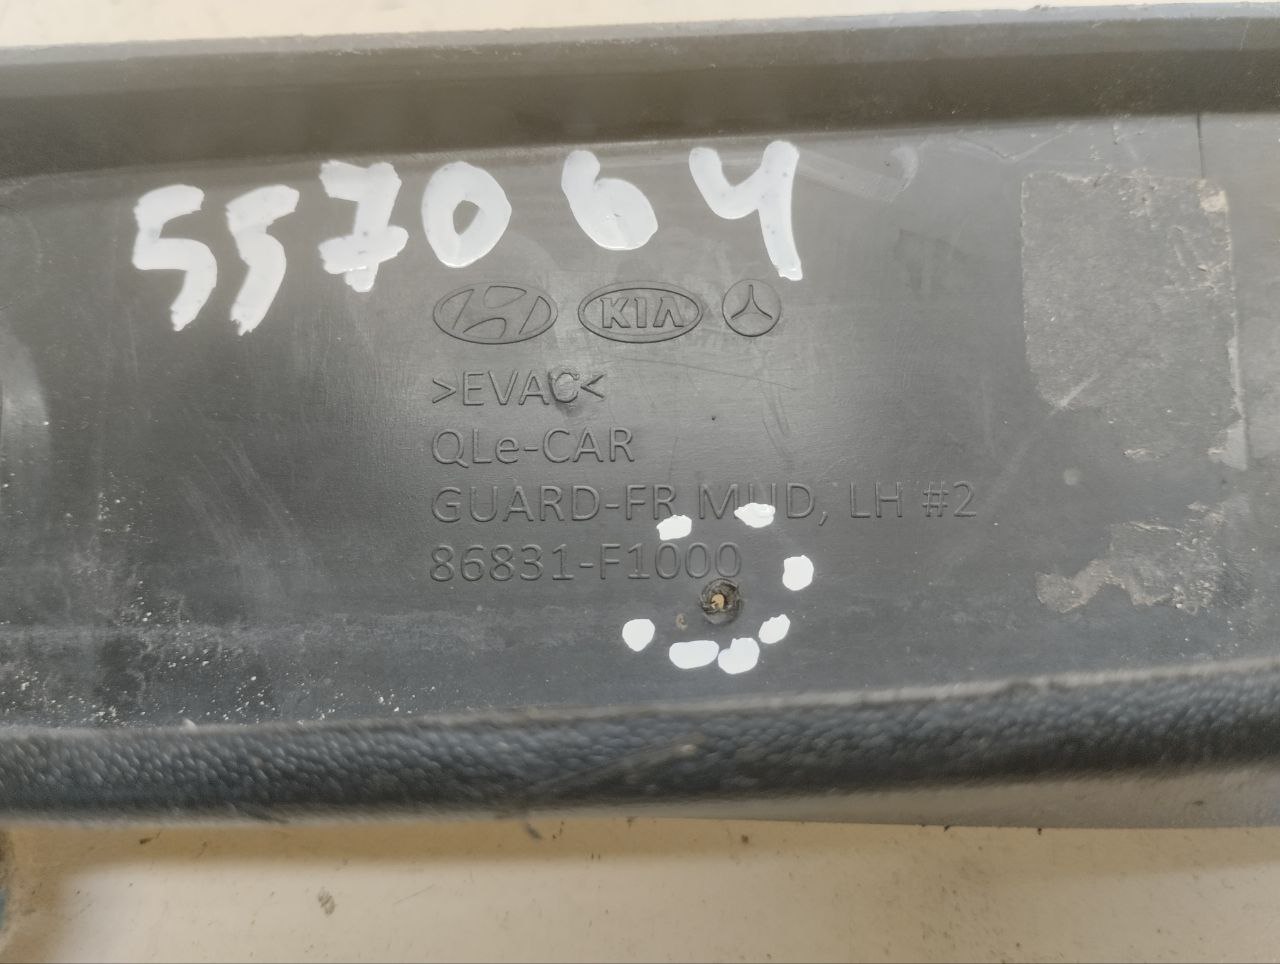 557064
KIA
>EVAC<
QLe-CAR
GUARD-FR MUD, LH #2
86831-F1000